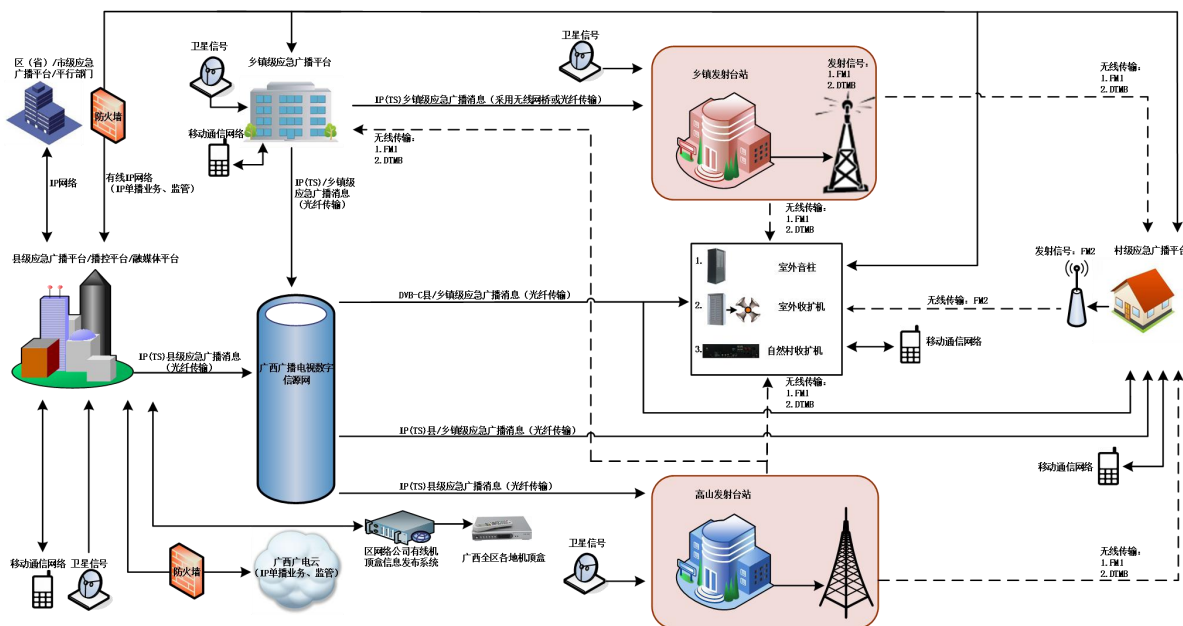 区（省）/市级应急
广播平台/平行部门
防火墙
IP网络
有线IP网络
（IP单播业务、监管）
卫星信号
乡镇级应急广播平台
移动通信网络
IP(TS)乡镇级应急广播消息（采用无线网桥或光纤传输）
无线传输：
1.FM1
2.DTMB
IP(TS)/乡镇级
应急广播消息
（光纤传输）
卫星信号
乡镇发射台站
发射信号：
1.FM1
2.DTMB
无线传输：
1.FM1
2.DTMB
无线传输：
1.FM1
2.DTMB
县级应急广播平台/播控平台/融媒体平台
IP(TS)县级应急广播消息
（光纤传输）
广西广播电视数字
信源网
DVB-C县/乡镇级应急广播消息（光纤传输）
1.
室外音柱
2.
室外收扩机
3.
自然村收扩机
无线传输：FM2
发射信号：FM2
村级应急广播平台
移动通信网络
无线传输：
1.FM1
2.DTMB
IP(TS)县/乡镇级应急广播消息（光纤传输）
移动通信网络
IP(TS)县级应急广播消息（光纤传输）
高山发射台站
区网络公司有线机
顶盒信息发布系统
广西全区各地机顶盒
卫星信号
移动通信网络
卫星信号
防火墙
广西广电云
（IP单播业务、监管）
无线传输：
1.FM1
2.DTMB